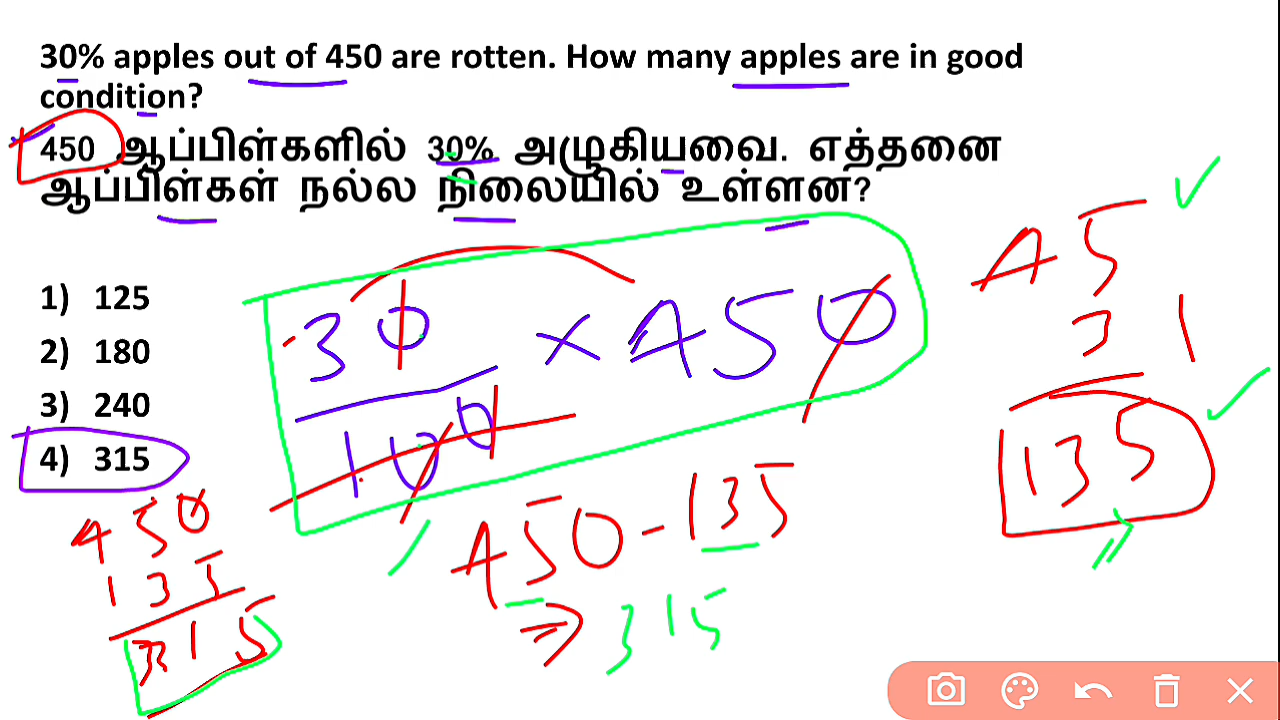 30% apples out of 450 are rotten. How many apples are in good
condition?
450 ஆப்பிள்களில் 30% அழுகியவை. எத்தனை
ஆப்பிள்கள் நல்ல நிலையில் உள்ளன?
1) 125
2) 180
3) 240
4) 315
30 × 450
100
45
3
135
450 - 135
⇒ 315
450
135
315